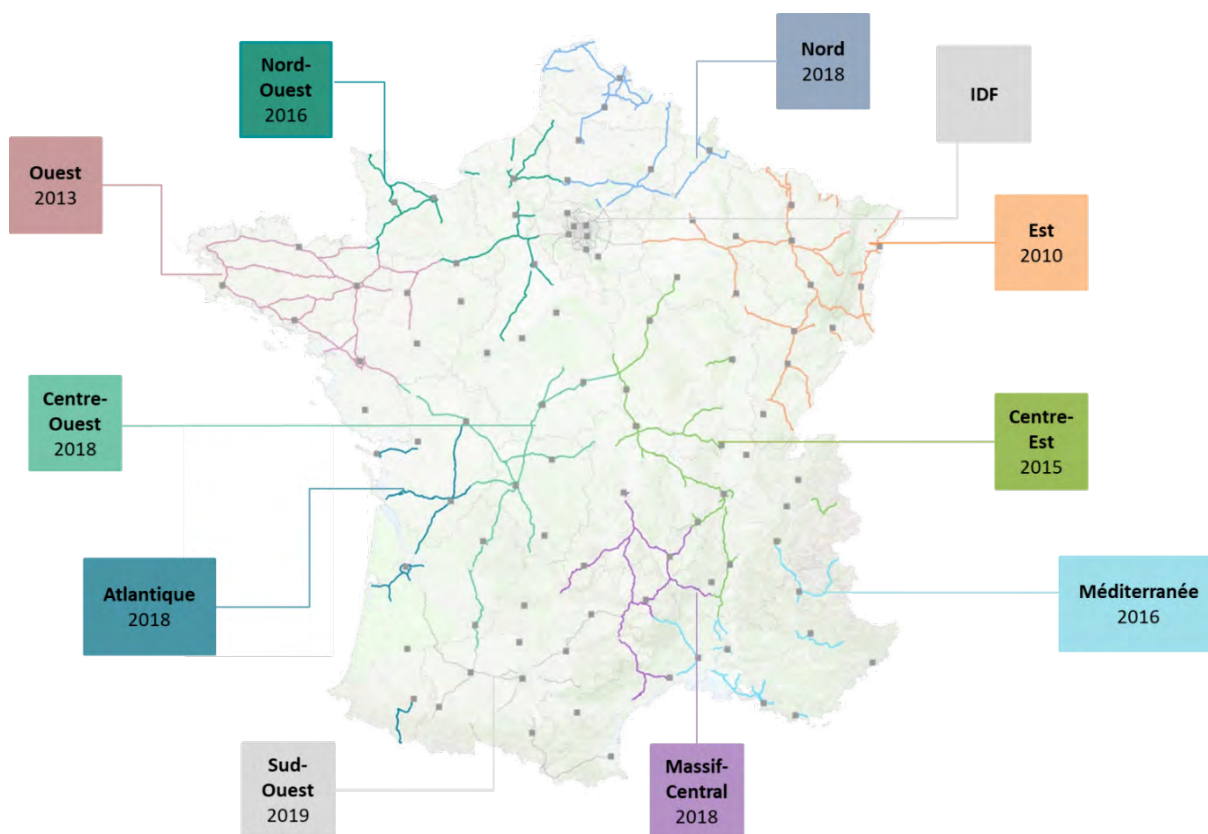 Nord
2018
Nord-
Ouest
2016
IDF
Ouest
2013
Est
2010
Centre-
Ouest
2018
Centre-
Est
2015
Atlantique
2018
Méditerranée
2016
Sud-
Ouest
2019
Massif-
Central
2018